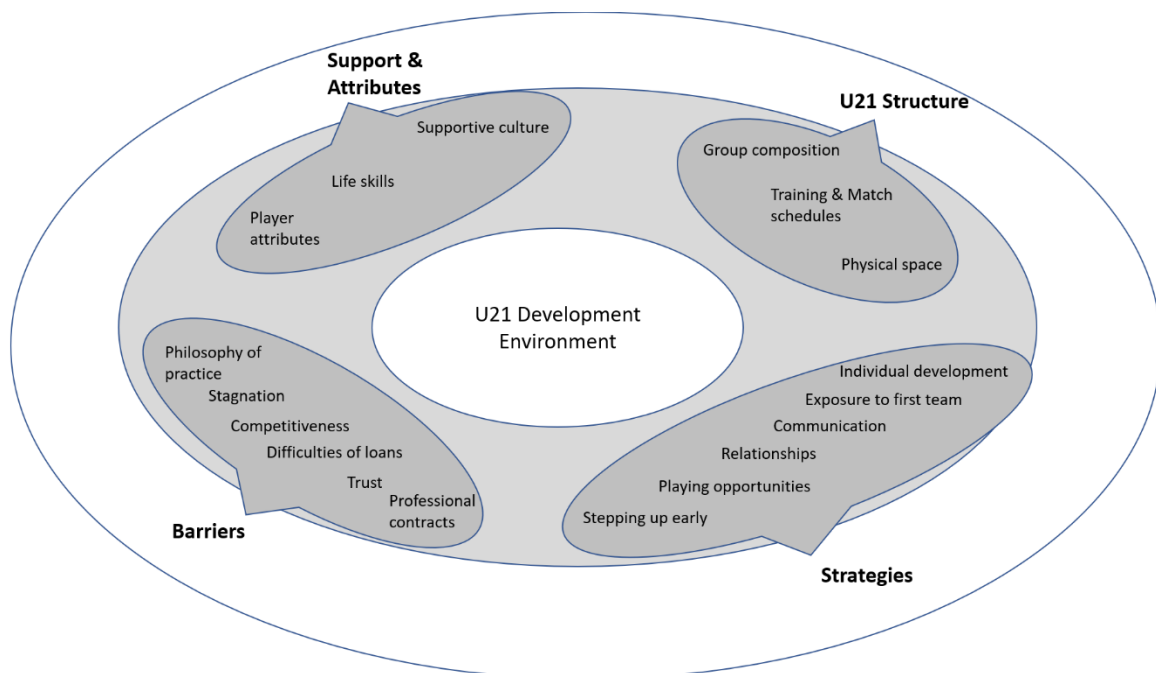 Support &
Attributes
Supportive culture
Life skills
Player
attributes
U21 Structure
Group composition
Training & Match
schedules
Physical space
U21 Development
Environment
Philosophy of
practice
Stagnation
Competitiveness
Difficulties of loans
Trust
Professional
contracts
Barriers
Individual development
Exposure to first team
Communication
Relationships
Playing opportunities
Stepping up early
Strategies